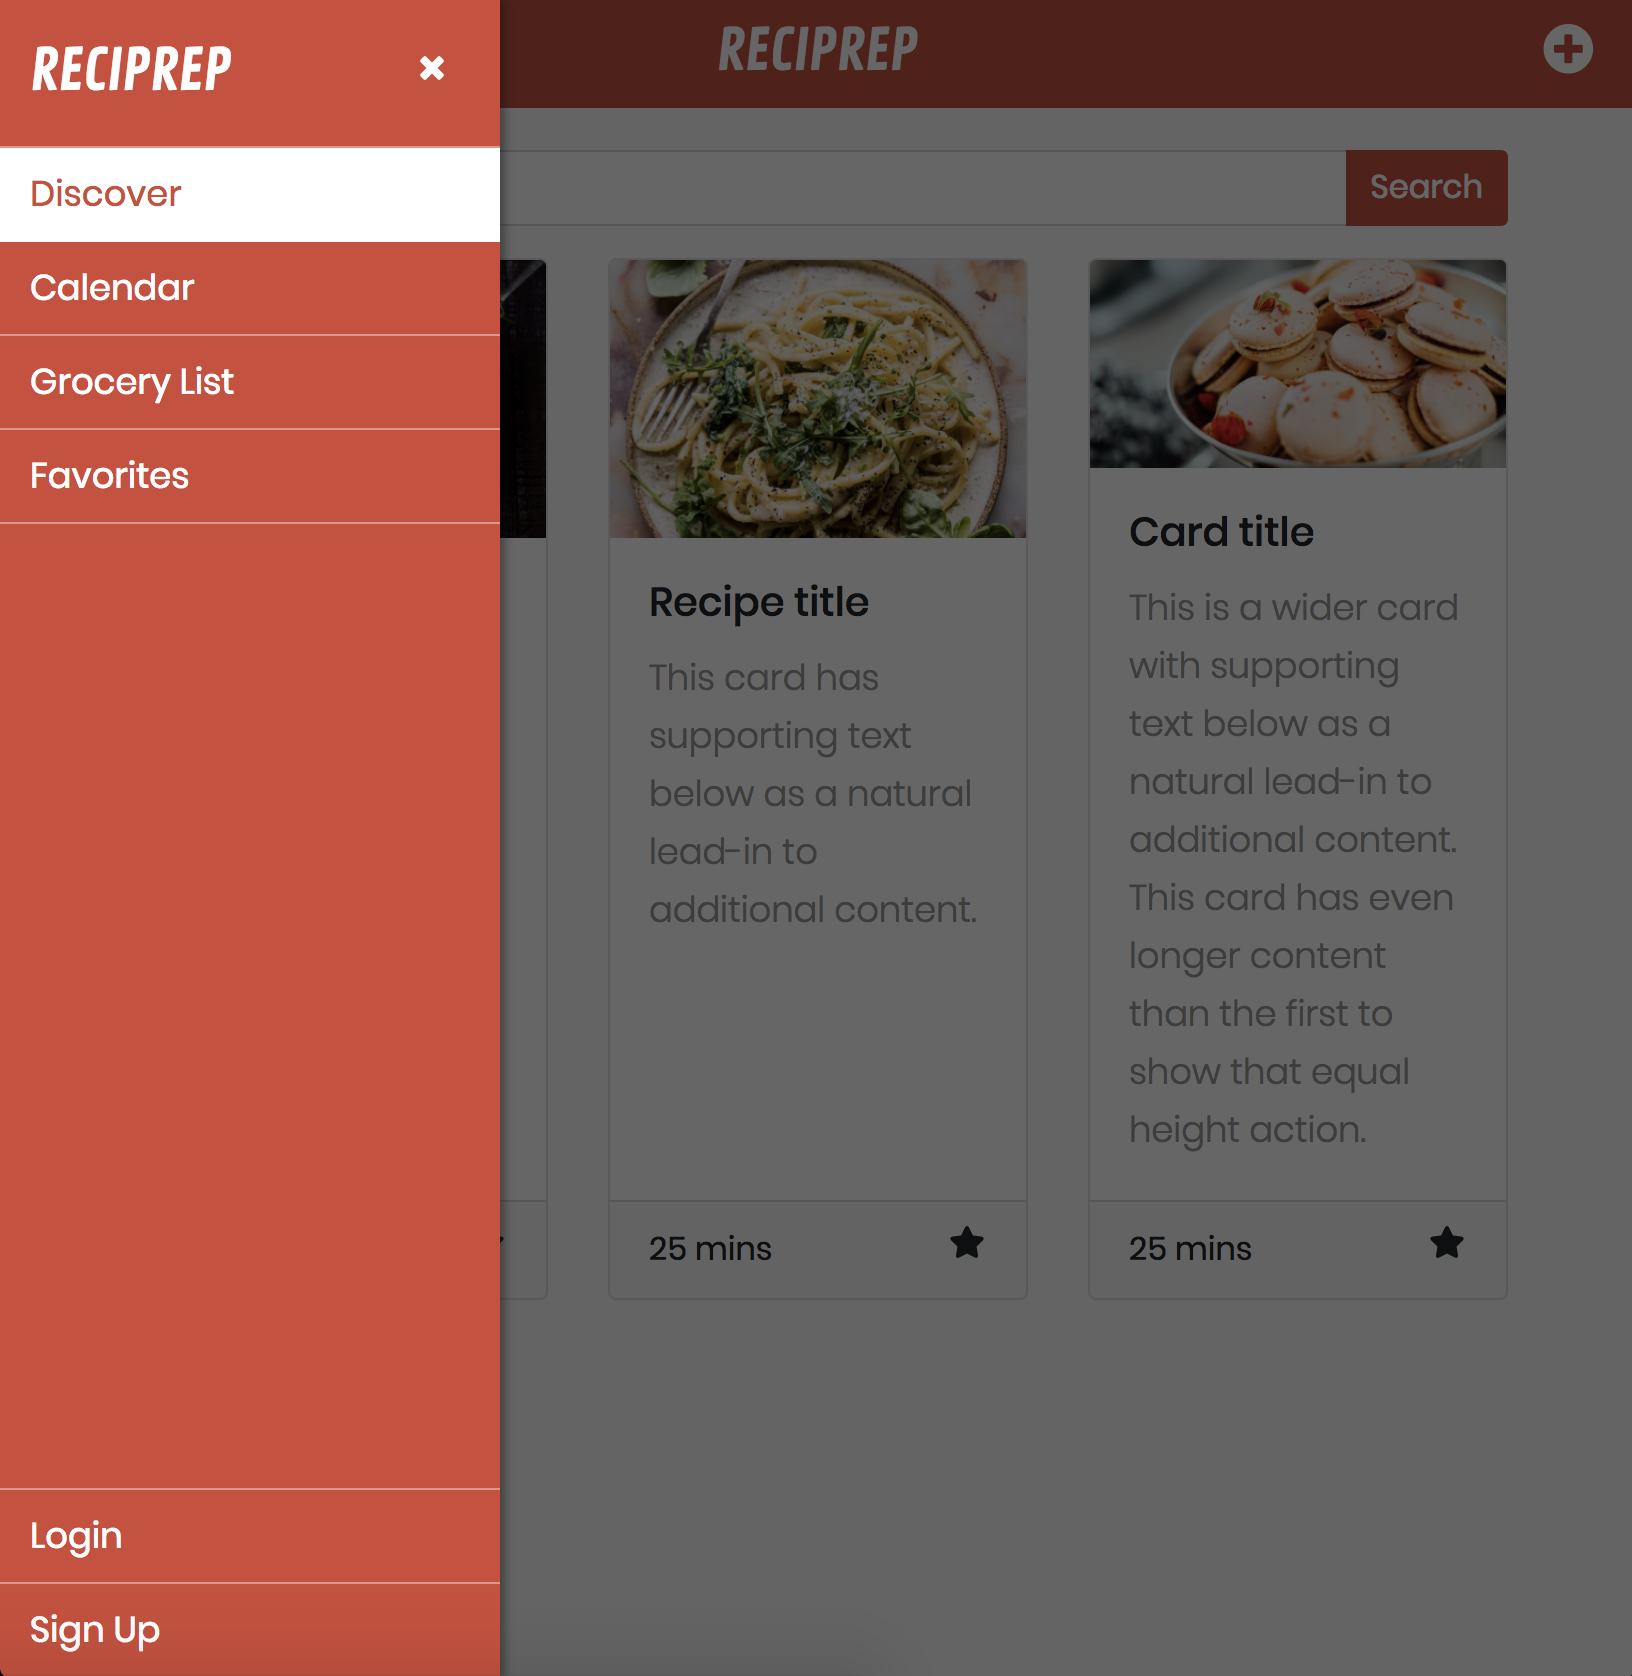 RECIPREP
Discover
Calendar
Grocery List
Favorites
Login
Sign Up
RECIPREP
Search
Recipe title
This card has
supporting text
below as a natural
lead-in to
additional content.
25 mins
Card title
This is a wider card
with supporting
text below as a
natural lead-in to
additional content.
This card has even
longer content
than the first to
show that equal
height action.
25 mins